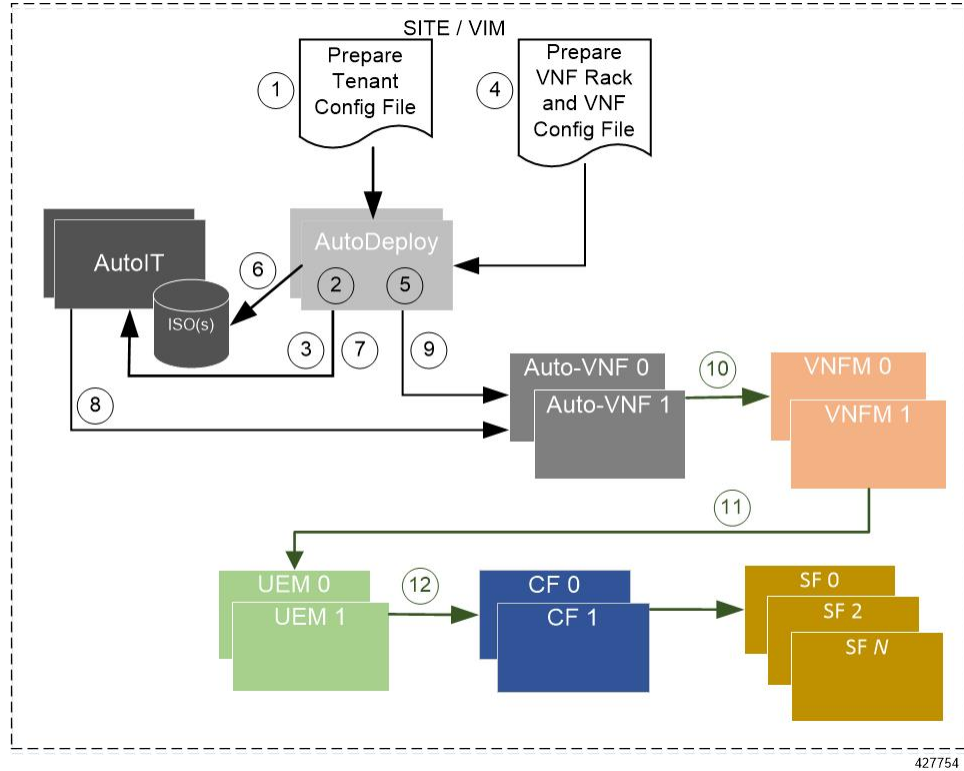 SITE / VIM
1
Prepare
Tenant
Config File
4
Prepare
VNF Rack
and VNF
Config File
AutoIT
ISO(s)
6
AutoDeploy
2
5
3
7
9
8
Auto-VNF 0
Auto-VNF 1
10
VNFM 0
VNFM 1
11
UEM 0
UEM 1
12
CF 0
CF 1
SF 0
SF 2
SF N
427754